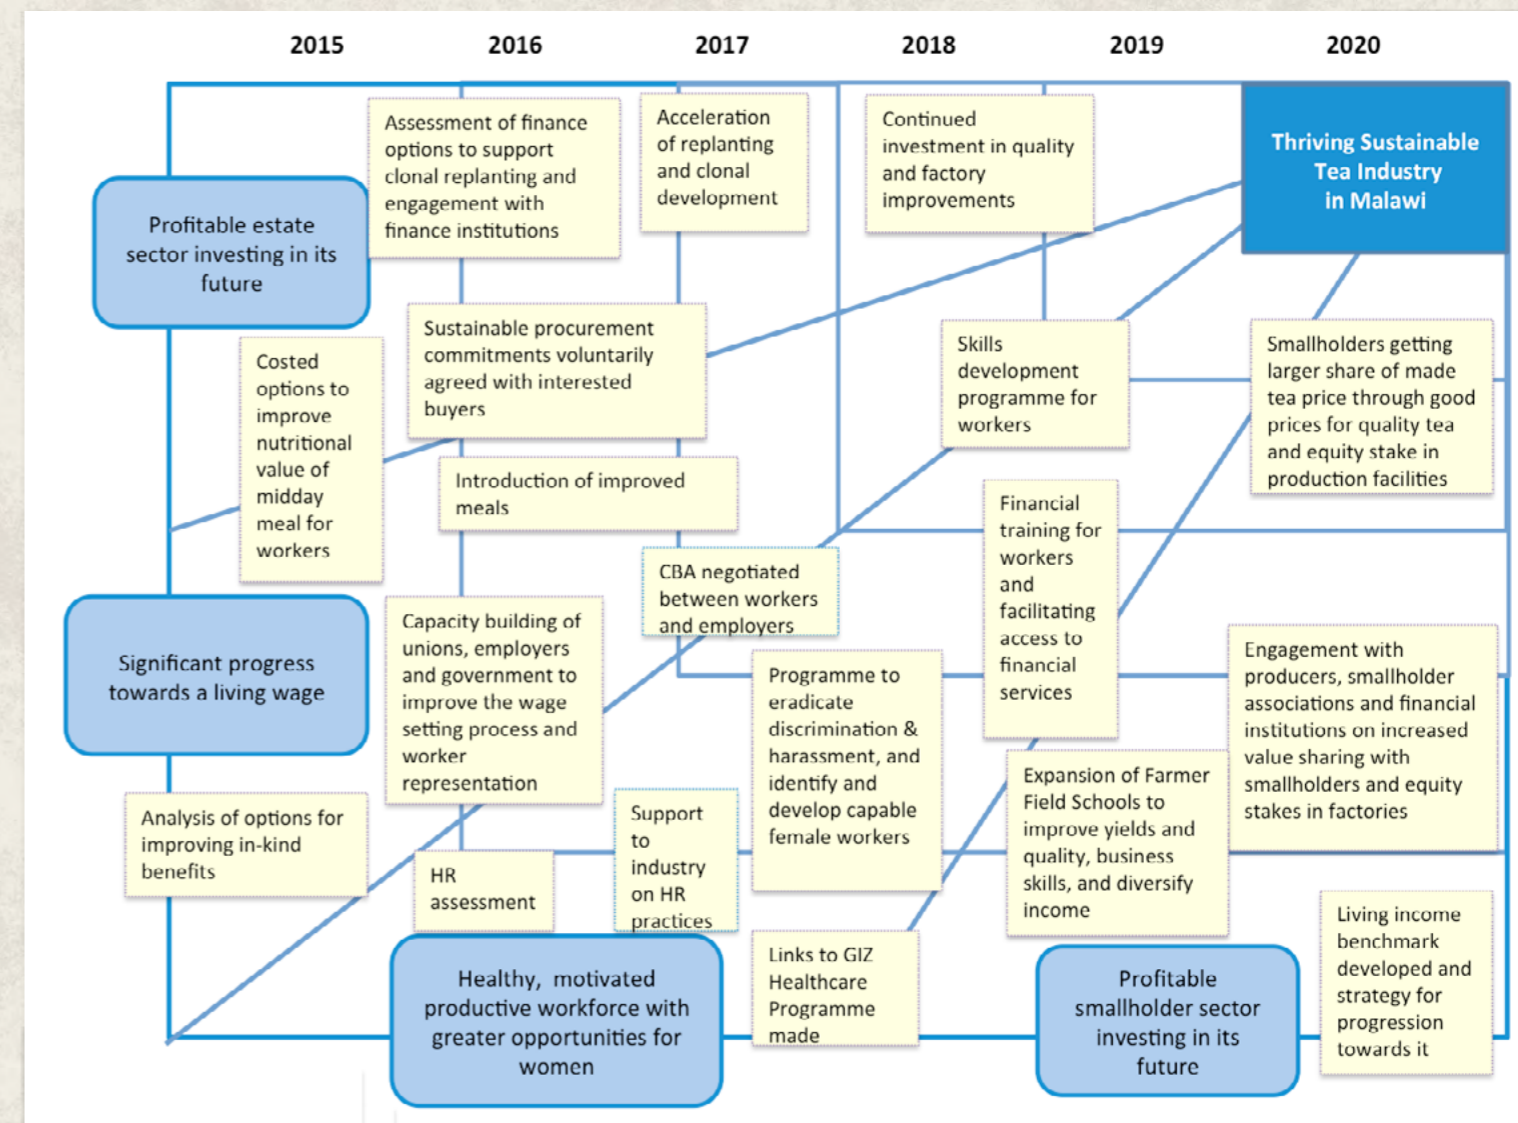 2015 2016 2017 2018 2019 2020
Assessment of finance
options to support
clonal replanting and
engagement with
finance institutions
Acceleration
of replanting
and clonal
development
Continued
investment in quality
and factory
improvements
Thriving Sustainable
Tea Industry
in Malawi
Profitable estate
sector investing in its
future
Sustainable procurement
commitments voluntarily
agreed with interested
buyers
Skills
development
programme for
workers
Smallholders getting
larger share of made
tea price through good
prices for quality tea
and equity stake in
production facilities
Costed
options to
improve
nutritional
value of
midday
meal for
workers
Introduction of improved
meals
Financial
training for
workers
and
facilitating
access to
financial
services
CBA negotiated
between workers
and employers
Significant progress
towards a living wage
Capacity building of
unions, employers
and government to
improve the wage
setting process and
worker
representation
Programme to
eradicate
discrimination &
harassment, and
identify and
develop capable
female workers
Engagement with
producers, smallholder
associations and financial
institutions on increased
value sharing with
smallholders and equity
stakes in factories
Analysis of options for
improving in-kind
benefits
HR
assessment
Support
to
industry
on HR
practices
Expansion of Farmer
Field Schools to
improve yields and
quality, business
skills, and diversify
income
Living income
benchmark
developed and
strategy for
progression
towards it
Healthy, motivated
productive workforce with
greater opportunities for
women
Links to GIZ
Healthcare
Programme
made
Profitable
smallholder sector
investing in its
future